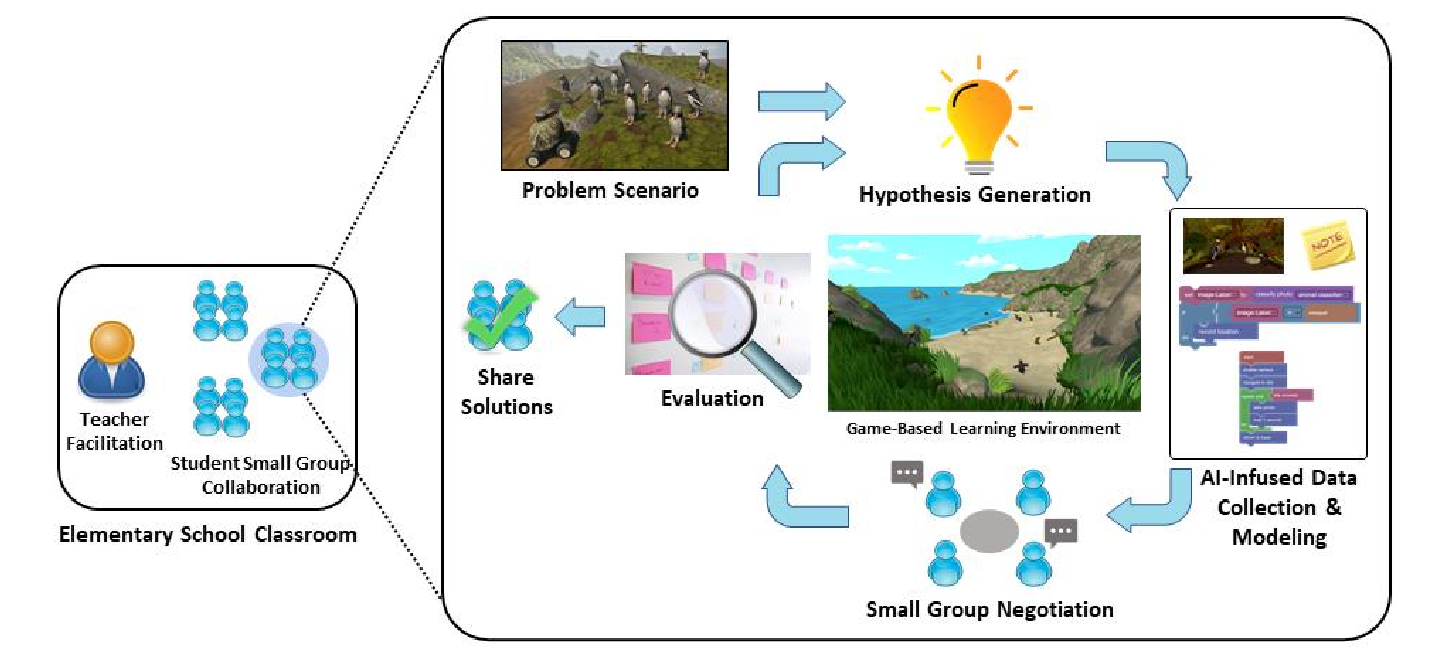 Problem Scenario
Hypothesis Generation
NOTE
Share
Solutions
Evaluation
Game-Based Learning Environment
Teacher
Facilitation
Student Small Group
Collaboration
Elementary School Classroom
AI-Infused Data
Collection &
Modeling
Small Group Negotiation